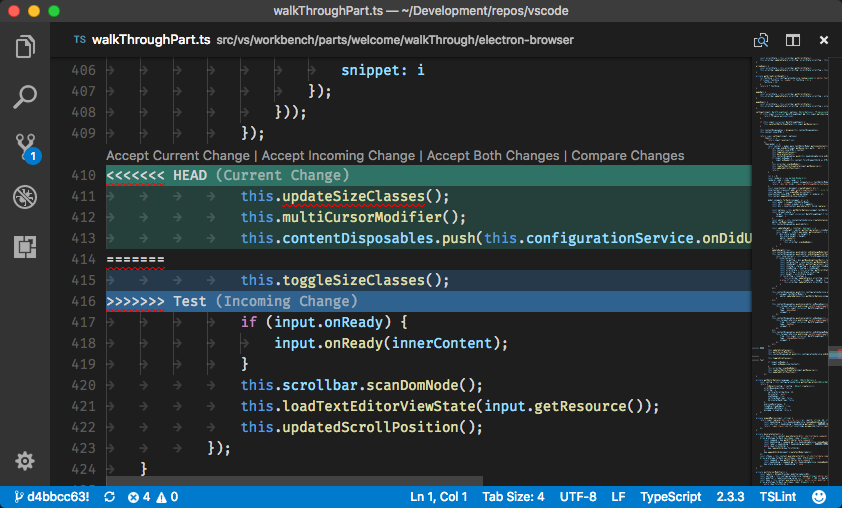 walkThroughPart.ts — ~/Development/repos/vscode
TS walkThroughPart.ts src/vs/workbench/parts/welcome/walkThrough/electron-browser
406 snippet: i
407 });
408 }));
409 });
Accept Current Change | Accept Incoming Change | Accept Both Changes | Compare Changes
410 <<<<<<< HEAD (Current Change)
411 this.updateSizeClasses();
412 this.multiCursorModifier();
413 this.contentDisposables.push(this.configurationService.onDidU
414 =======
415 this.toggleSizeClasses();
416 >>>>>>> Test (Incoming Change)
417 if (input.onReady) {
418 input.onReady(innerContent);
419 }
420 this.scrollbar.scanDomNode();
421 this.loadTextEditorViewState(input.getResource());
422 this.updatedScrollPosition();
423 });
424 }
1
d4bbcc63! 4 0 Ln 1, Col 1 Tab Size: 4 UTF-8 LF TypeScript 2.3.3 TSLint